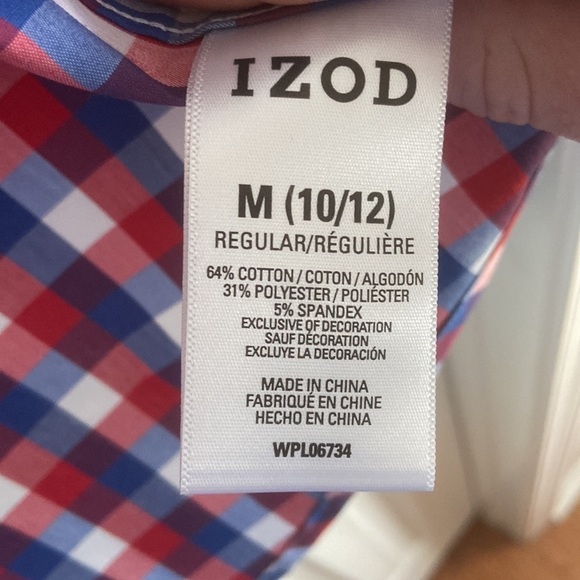 IZOD
M (10/12)
REGULAR/RÉGULIÈRE
64% COTTON/COTON/ALGODÓN
31% POLYESTER/POLIÉSTER
5% SPANDEX
EXCLUSIVE OF DECORATION
SAUF DÉCORATION
EXCLUYE LA DECORACIÓN
MADE IN CHINA
FABRIQUÉ EN CHINE
HECHO EN CHINA
WPL06734